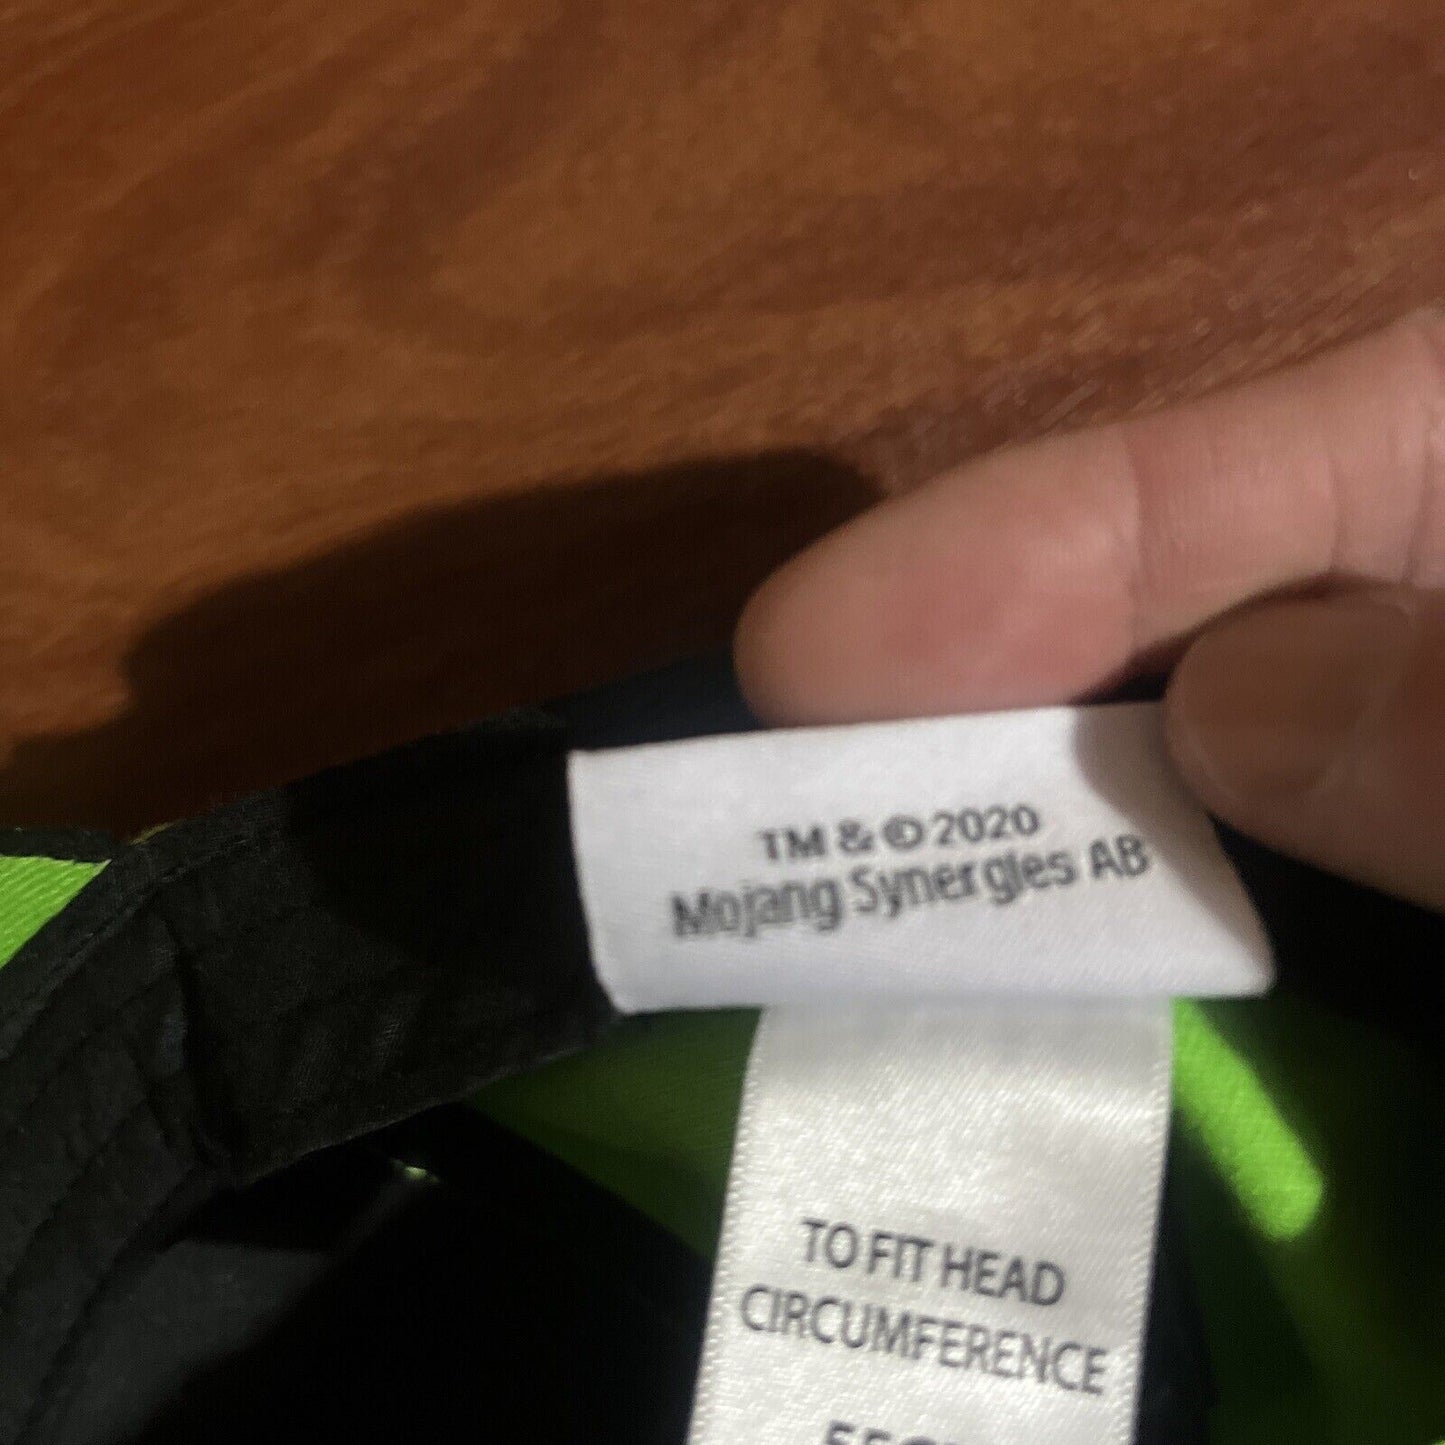 TM & © 2020
Mojang Synergies AB
TO FIT HEAD
CIRCUMFERENCE